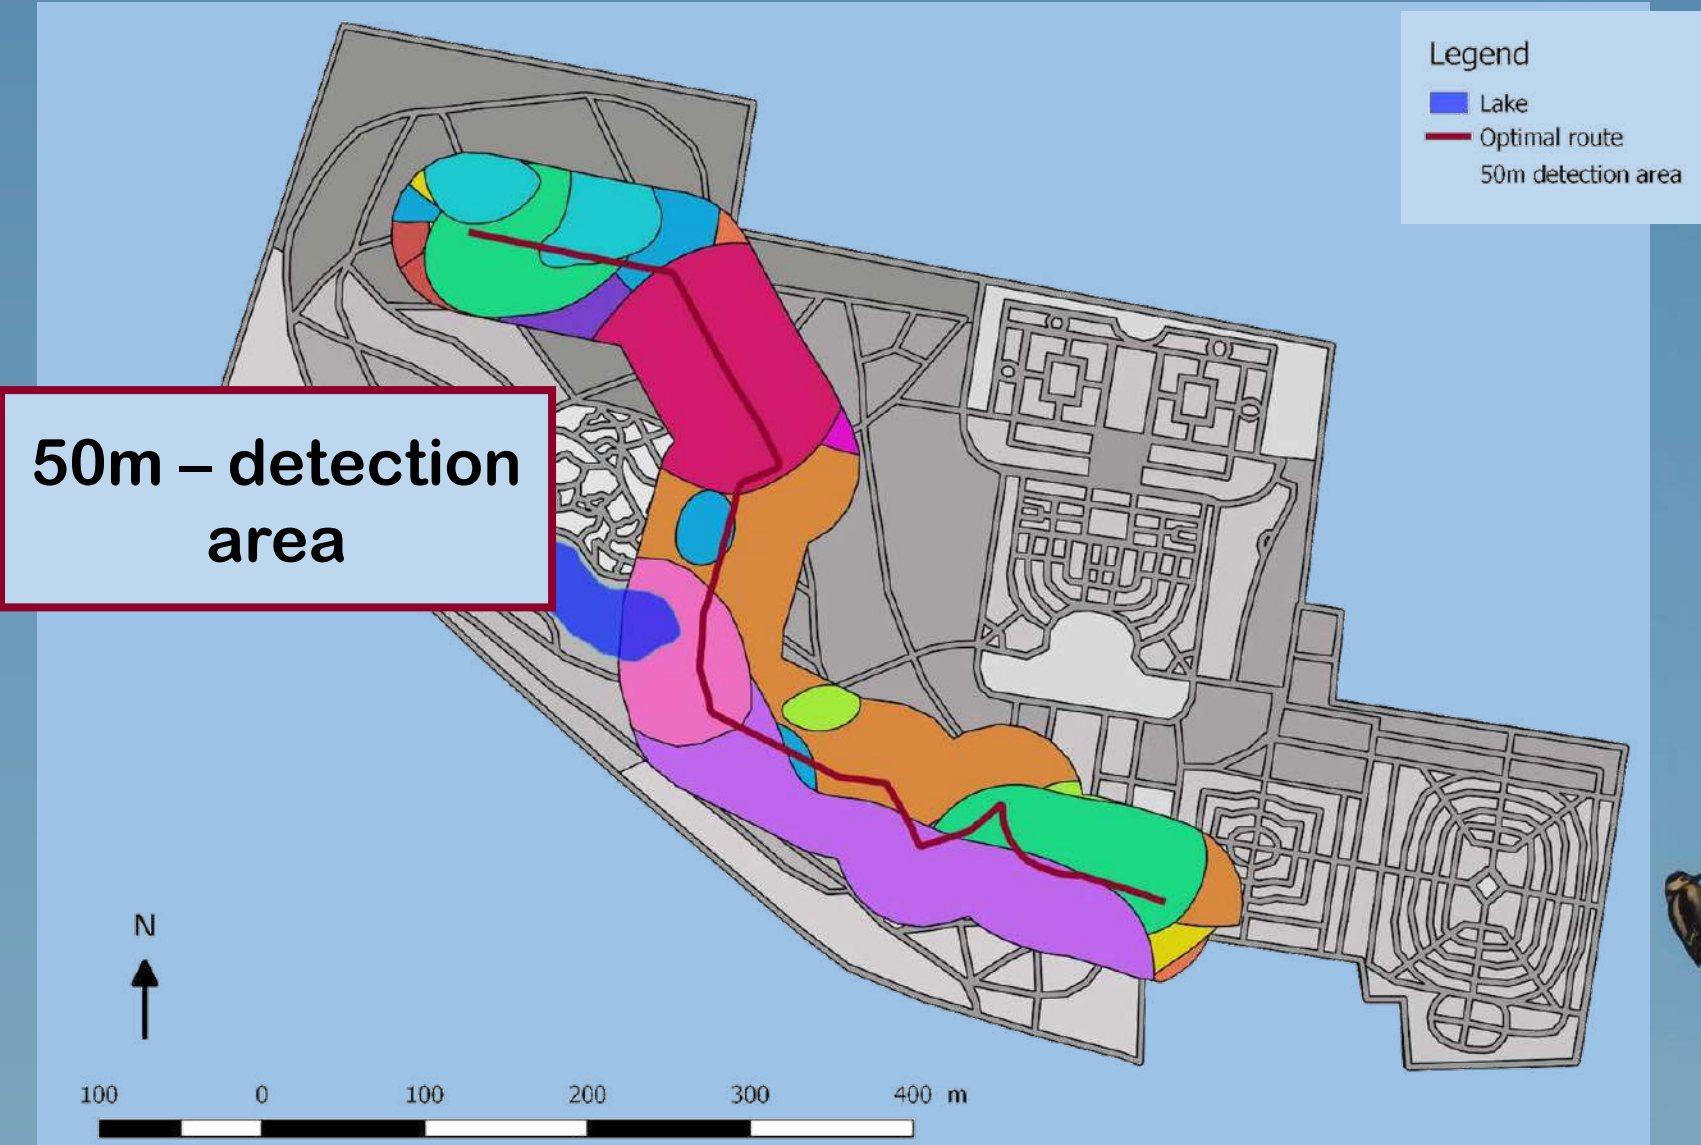 Legend
Lake
Optimal route
50m detection area
50m – detection
area
N
100 0 100 200 300 400 m